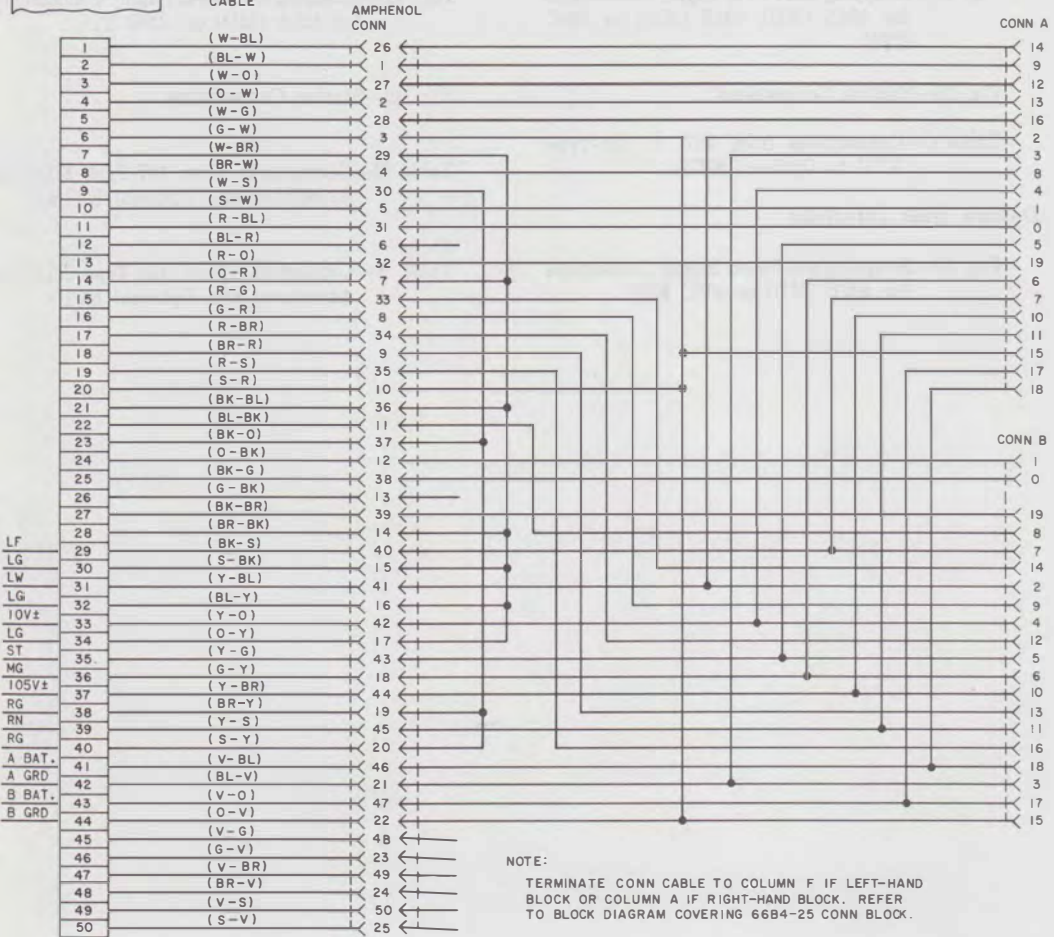 CABLE
AMPHENOL
CONN
CONN A
1 (W-BL) 26 14
2 (BL-W) 1 9
3 (W-O) 27 12
4 (O-W) 2 13
5 (W-G) 28 16
6 (G-W) 3 2
7 (W-BR) 29 3
8 (BR-W) 4 8
9 (W-S) 30 4
10 (S-W) 5 1
11 (R-BL) 31 0
12 (BL-R) 6 5
13 (R-O) 32 19
14 (O-R) 7 6
15 (R-G) 33 7
16 (G-R) 8 10
17 (R-BR) 34 11
18 (BR-R) 9 15
19 (R-S) 35 17
20 (S-R) 10 18
21 (BK-BL) 36
22 (BL-BK) 11
23 (BK-O) 37
CONN B
24 (O-BK) 12 1
25 (BK-G) 38 0
26 (G-BK) 13
27 (BK-BR) 39 19
28 (BR-BK) 14 8
LF 29 (BK-S) 40 7
LG 30 (S-BK) 15 14
LW 31 (Y-BL) 41 2
LG 32 (BL-Y) 16 9
10V± 33 (Y-O) 42 4
LG 34 (O-Y) 17 12
ST 35 (Y-G) 43 5
MG 36 (G-Y) 18 6
105V± 37 (Y-BR) 44 10
RG 38 (BR-Y) 19 13
RN 39 (Y-S) 45 11
RG 40 (S-Y) 20 16
A BAT. 41 (V-BL) 46 18
A GRD 42 (BL-V) 21 3
B BAT. 43 (V-O) 47 17
B GRD 44 (O-V) 22 15
45 (V-G) 48
46 (G-V) 23
47 (V-BR) 49
48 (BR-V) 24
49 (V-S) 50
50 (S-V) 25
NOTE:
TERMINATE CONN CABLE TO COLUMN F IF LEFT-HAND
BLOCK OR COLUMN A IF RIGHT-HAND BLOCK. REFER
TO BLOCK DIAGRAM COVERING 66B4-25 CONN BLOCK.